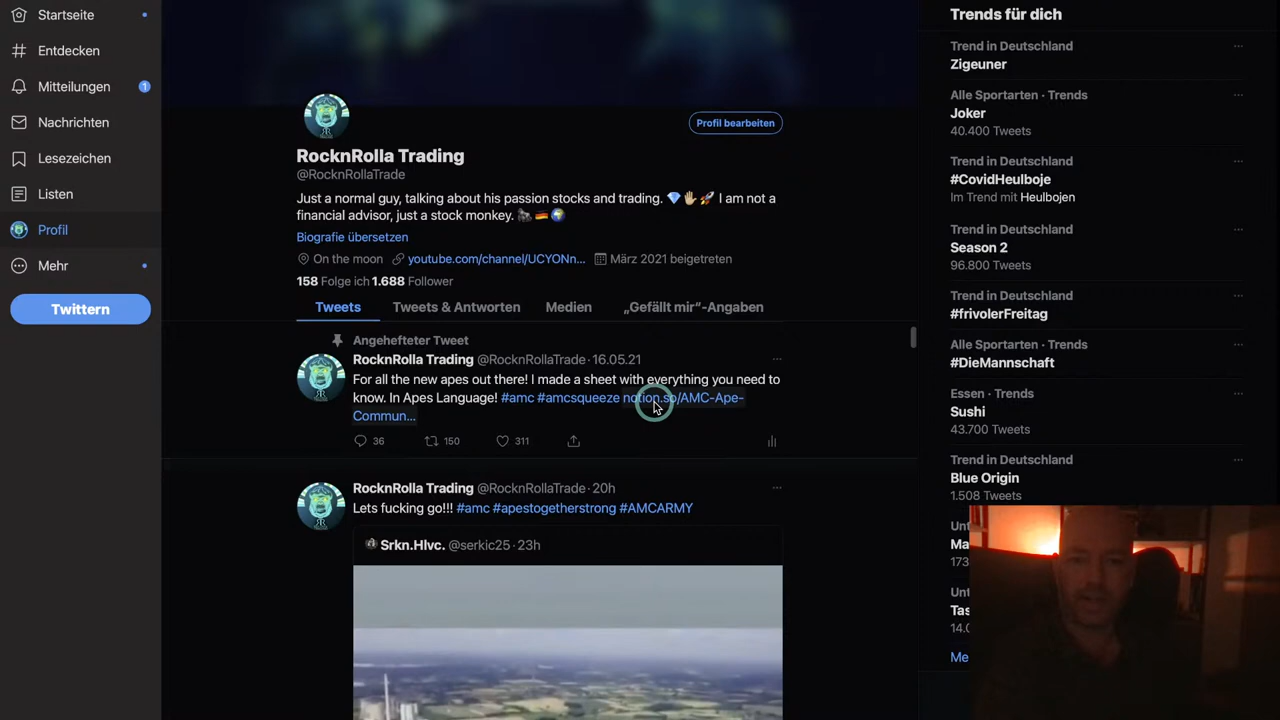 Startseite
Entdecken
Mitteilungen
1
Nachrichten
Lesezeichen
Listen
Profil
Mehr
Twittern
Profil bearbeiten
RocknRolla Trading
@RocknRollaTrade
Just a normal guy, talking about his passion stocks and trading. 💎✋🚀 I am not a
financial advisor, just a stock monkey. 🦍🇩🇪🌍
Biografie übersetzen
On the moon youtube.com/channel/UCYONn... März 2021 beigetreten
158 Folge ich 1.688 Follower
Tweets Tweets & Antworten Medien „Gefällt mir“-Angaben
Angehefteter Tweet
RocknRolla Trading @RocknRollaTrade · 16.05.21
For all the new apes out there! I made a sheet with everything you need to
know. In Apes Language! #amc #amcsqueeze notion.so/AMC-Ape-
Commun...
36 150 311
RocknRolla Trading @RocknRollaTrade · 20h
Lets fucking go!!! #amc #apestogetherstrong #AMCARMY
Srkn.Hlvc. @serkic25 · 23h
Trends für dich
Trend in Deutschland
Zigeuner
Alle Sportarten · Trends
Joker
40.400 Tweets
Trend in Deutschland
#CovidHeulboje
Im Trend mit Heulbojen
Trend in Deutschland
Season 2
96.800 Tweets
Trend in Deutschland
#frivolerFreitag
Alle Sportarten · Trends
#DieMannschaft
Essen · Trends
Sushi
43.700 Tweets
Trend in Deutschland
Blue Origin
1.508 Tweets
Unt
Ma
173
Unt
Tas
14.0
Me